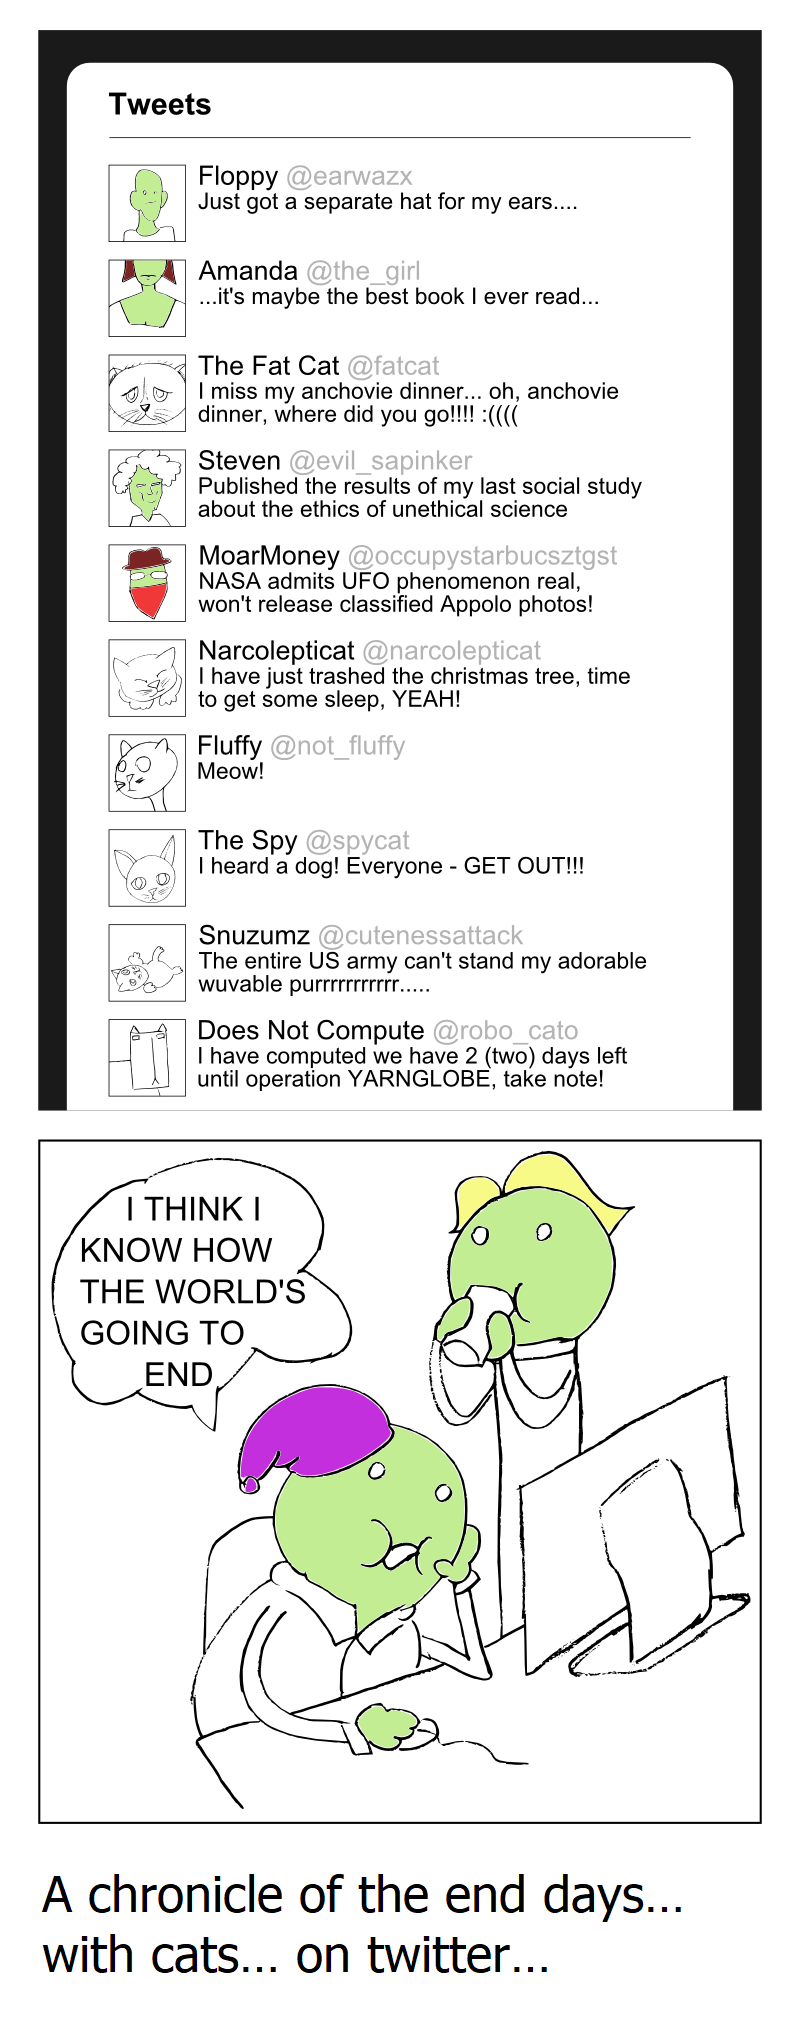 Tweets
Floppy @earwazx
Just got a separate hat for my ears....
Amanda @the_girl
...it's maybe the best book I ever read...
The Fat Cat @fatcat
I miss my anchovie dinner... oh, anchovie
dinner, where did you go!!!! :((((
Steven @evil_sapinker
Published the results of my last social study
about the ethics of unethical science
MoarMoney @occupystarbucsztgst
NASA admits UFO phenomenon real,
won't release classified Appolo photos!
Narcolepticat @narcolepticat
I have just trashed the christmas tree, time
to get some sleep, YEAH!
Fluffy @not_fluffy
Meow!
The Spy @spycat
I heard a dog! Everyone - GET OUT!!!
Snuzumz @cutenessattack
The entire US army can't stand my adorable
wuvable purrrrrrrrrrr.....
Does Not Compute @robo_cato
I have computed we have 2 (two) days left
until operation YARNGLOBE, take note!
I THINK I
KNOW HOW
THE WORLD'S
GOING TO
END
A chronicle of the end days...
with cats... on twitter...